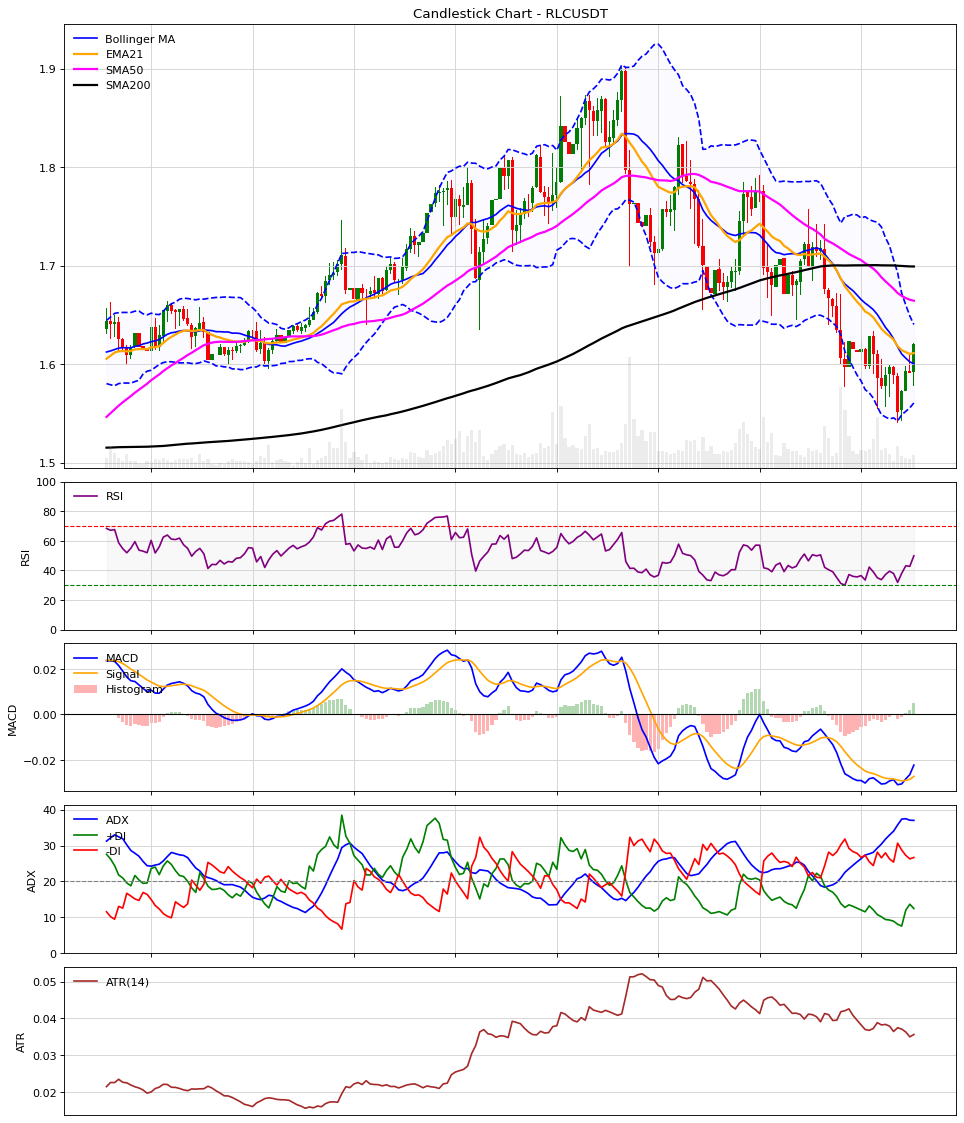 Candlestick Chart - RLCUSDT
Bollinger MA
EMA21
SMA50
SMA200
1.9
1.8
1.7
1.6
1.5
RSI
RSI
100
80
60
40
20
0
MACD
Signal
Histogram
MACD
0.02
0.00
−0.02
ADX
+DI
-DI
ADX
40
30
20
10
0
ATR(14)
ATR
0.05
0.04
0.03
0.02